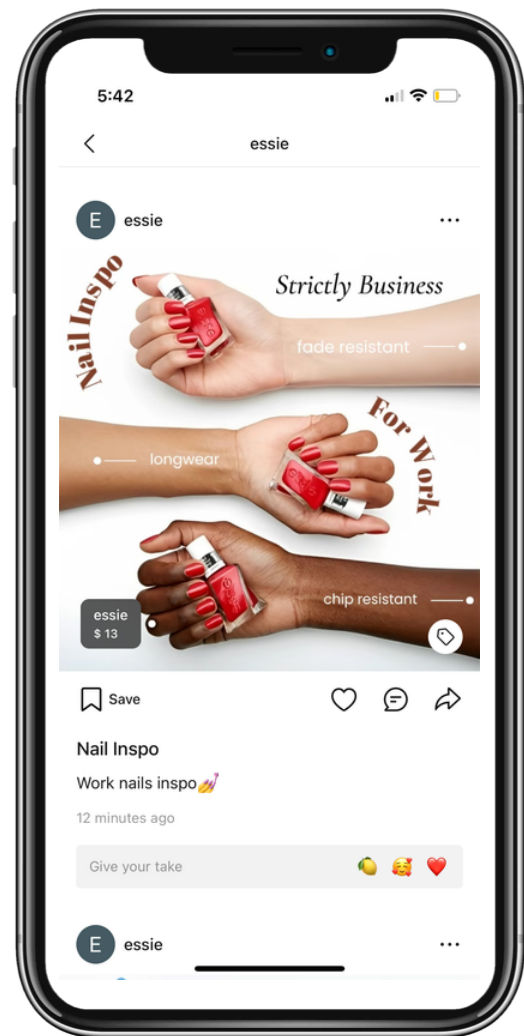 5:42
essie
E essie
Nail Inspo
Strictly Business
fade resistant
For Work
longwear
chip resistant
essie
$ 13
Save
Nail Inspo
Work nails inspo💅
12 minutes ago
Give your take 🍋 🥰 ❤️
E essie